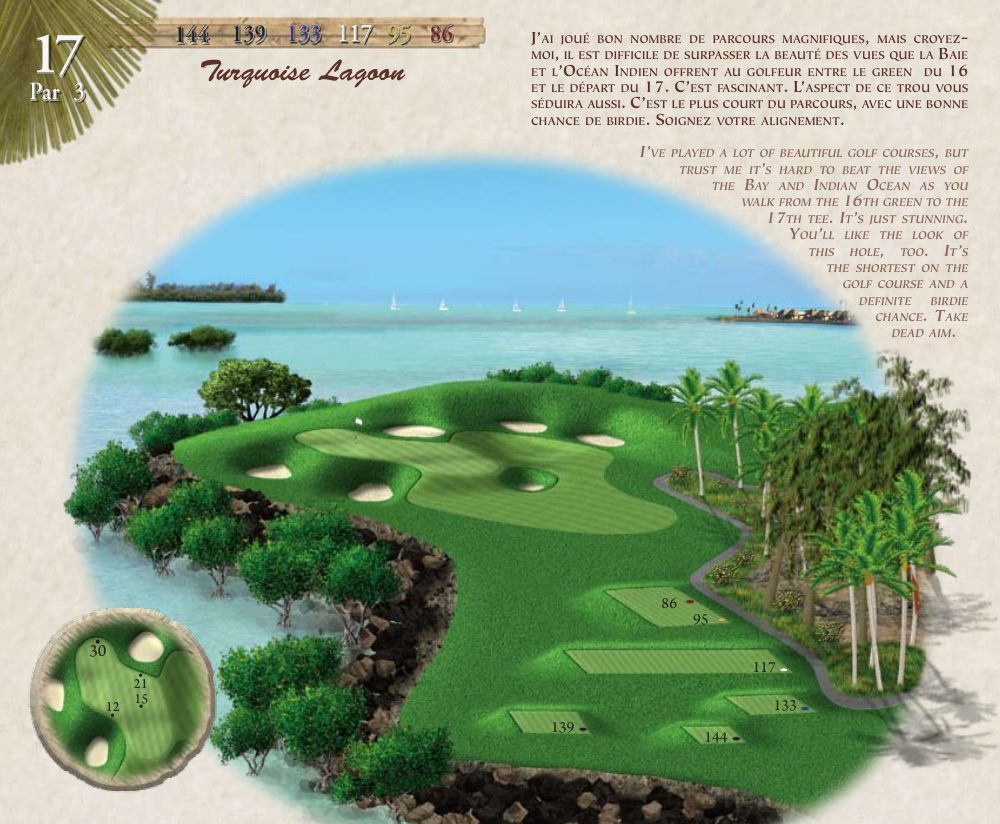 17
Par 3
144 139 133 117 95 86
Turquoise Lagoon
J'AI JOUÉ BON NOMBRE DE PARCOURS MAGNIFIQUES, MAIS CROYEZ-
MOI, IL EST DIFFICILE DE SURPASSER LA BEAUTÉ DES VUES QUE LA BAIE
ET L'OCÉAN INDIEN OFFRENT AU GOLFEUR ENTRE LE GREEN DU 16
ET LE DÉPART DU 17. C'EST FASCINANT. L'ASPECT DE CE TROU VOUS
SÉDUIRA AUSSI. C'EST LE PLUS COURT DU PARCOURS, AVEC UNE BONNE
CHANCE DE BIRDIE. SOIGNEZ VOTRE ALIGNEMENT.
I'VE PLAYED A LOT OF BEAUTIFUL GOLF COURSES, BUT
TRUST ME IT'S HARD TO BEAT THE VIEWS OF
THE BAY AND INDIAN OCEAN AS YOU
WALK FROM THE 16TH GREEN TO THE
17TH TEE. IT'S JUST STUNNING.
YOU'LL LIKE THE LOOK OF
THIS HOLE, TOO. IT'S
THE SHORTEST ON THE
GOLF COURSE AND A
DEFINITE BIRDIE
CHANCE. TAKE
DEAD AIM.
86
95
117
133
139
144
30
21
15
12